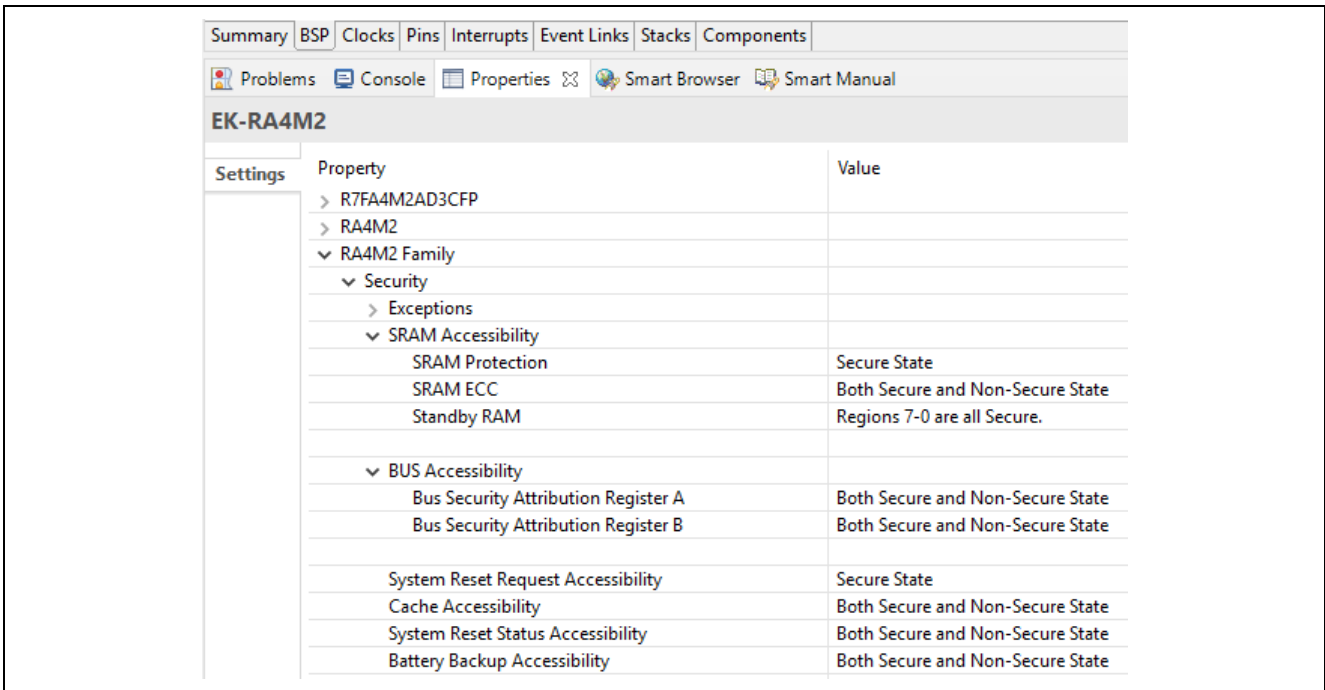 Summary BSP Clocks Pins Interrupts Event Links Stacks Components
Problems Console Properties Smart Browser Smart Manual
EK-RA4M2
Settings Property Value
R7FA4M2AD3CFP
RA4M2
RA4M2 Family
Security
Exceptions
SRAM Accessibility
SRAM Protection Secure State
SRAM ECC Both Secure and Non-Secure State
Standby RAM Regions 7-0 are all Secure.
BUS Accessibility
Bus Security Attribution Register A Both Secure and Non-Secure State
Bus Security Attribution Register B Both Secure and Non-Secure State
System Reset Request Accessibility Secure State
Cache Accessibility Both Secure and Non-Secure State
System Reset Status Accessibility Both Secure and Non-Secure State
Battery Backup Accessibility Both Secure and Non-Secure State